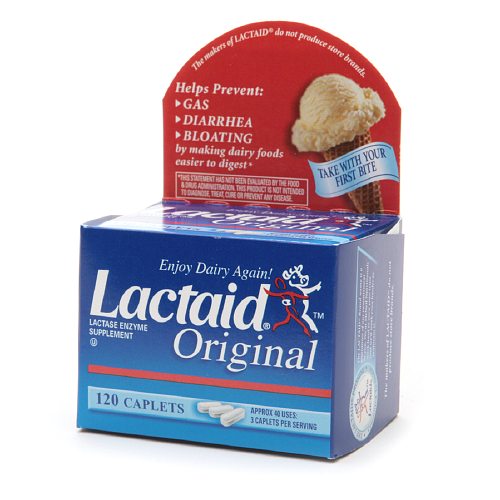 The makers of LACTAID® do not produce store brands.
Helps Prevent:
▸ GAS
▸ DIARRHEA
▸ BLOATING
by making dairy foods
easier to digest*
TAKE WITH YOUR
FIRST BITE
*THIS STATEMENT HAS NOT BEEN EVALUATED BY THE FOOD
& DRUG ADMINISTRATION. THIS PRODUCT IS NOT INTENDED
TO DIAGNOSE, TREAT, CURE OR PREVENT ANY DISEASE.
Enjoy Dairy Again!
Lactaid®™
LACTASE ENZYME
SUPPLEMENT
U
Original
120 CAPLETS
APPROX 40 USES:
3 CAPLETS PER SERVING